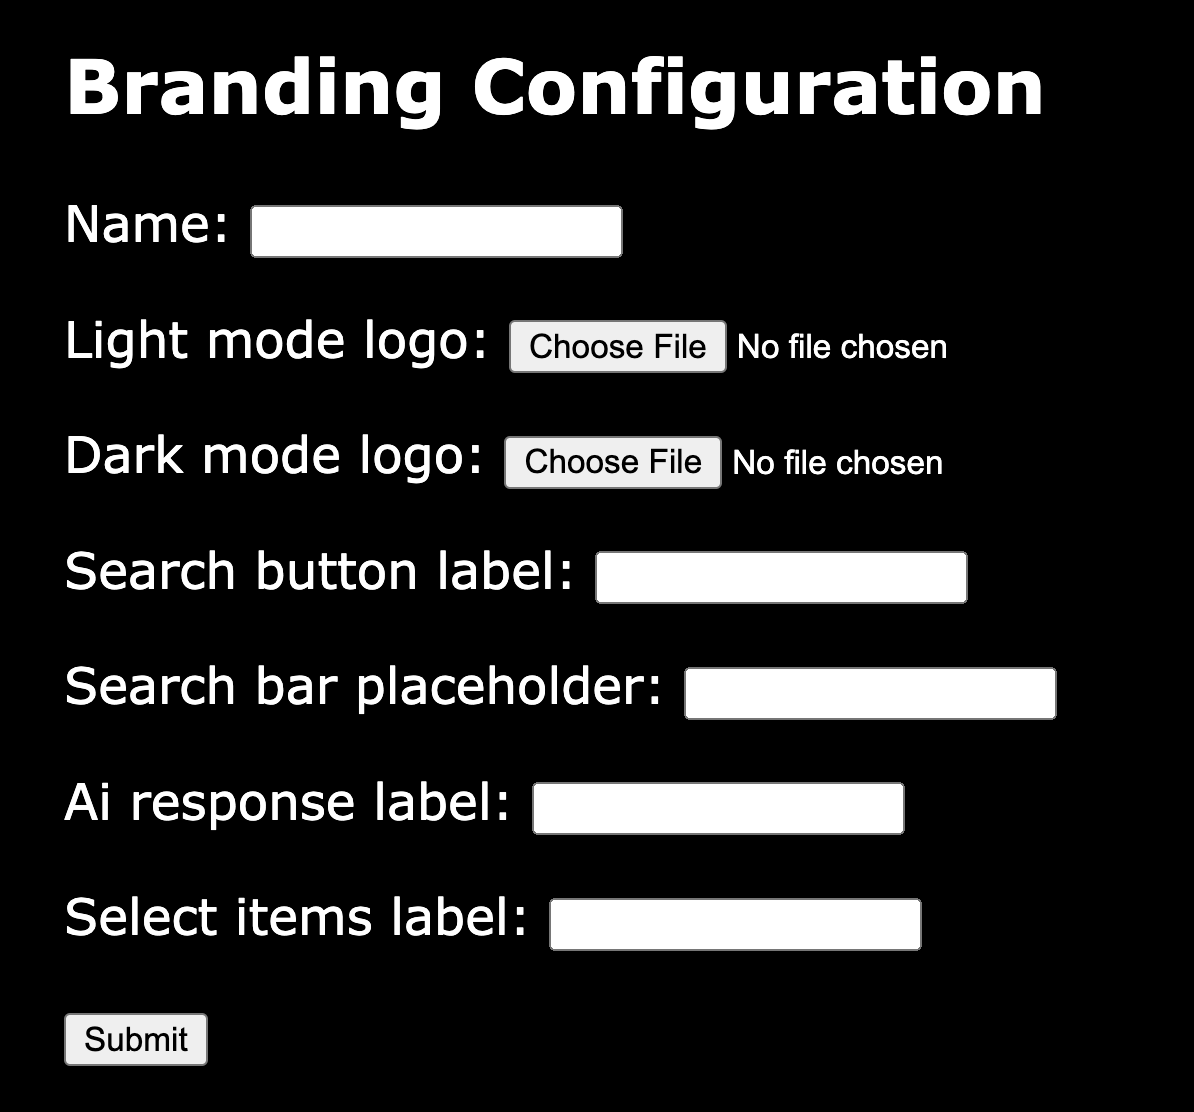 Branding Configuration
Name:
Light mode logo: Choose File No file chosen
Dark mode logo: Choose File No file chosen
Search button label:
Search bar placeholder:
Ai response label:
Select items label:
Submit